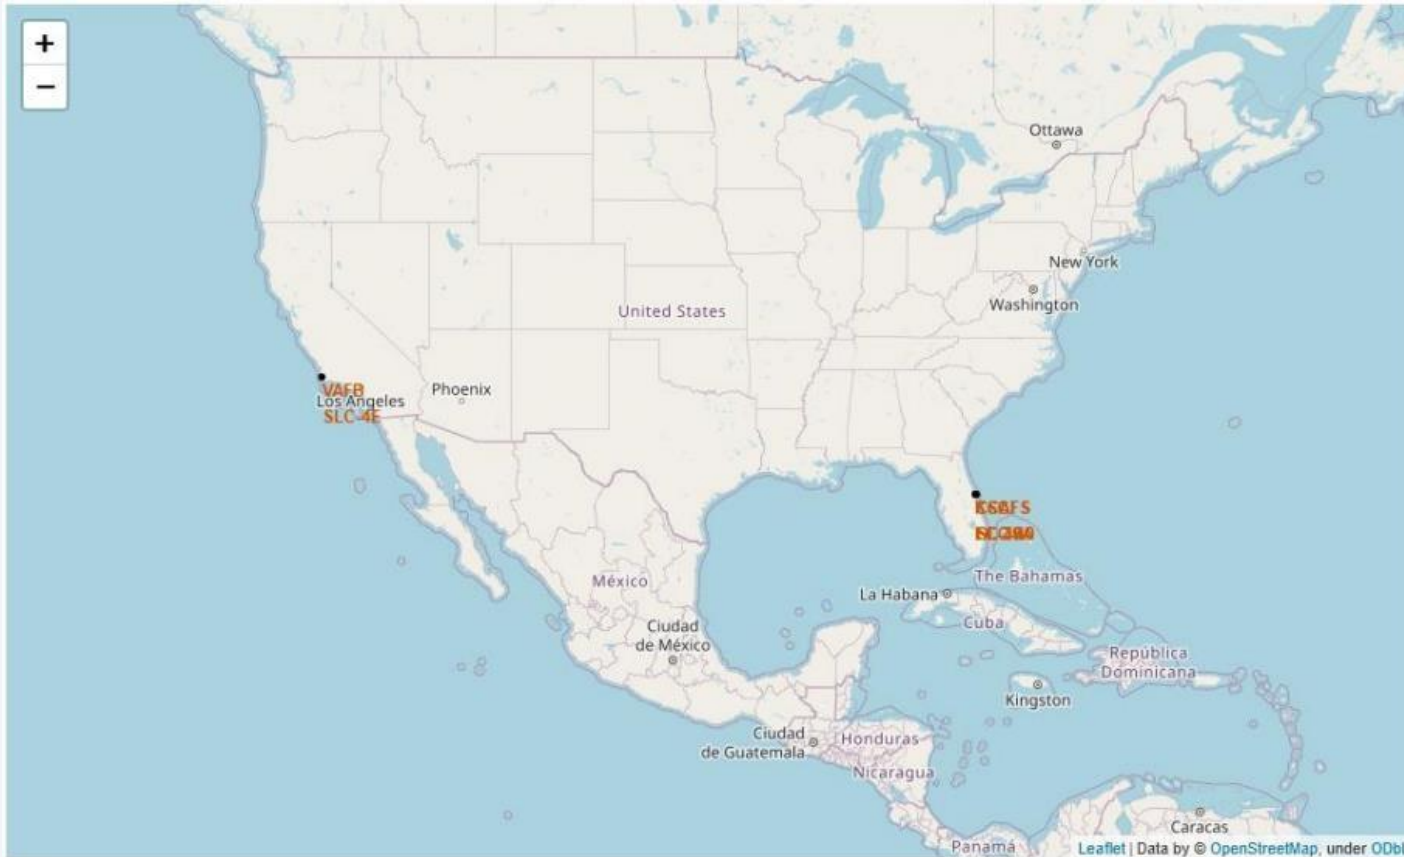 +
−
Ottawa
New York
Washington
United States
VAFB
Los Angeles
SLC-4E
Phoenix
The Bahamas
La Habana
Cuba
México
Ciudad
de México
República
Dominicana
Kingston
Ciudad
de Guatemala
Honduras
Nicaragua
Caracas
Panamá
Leaflet | Data by © OpenStreetMap, under ODbl